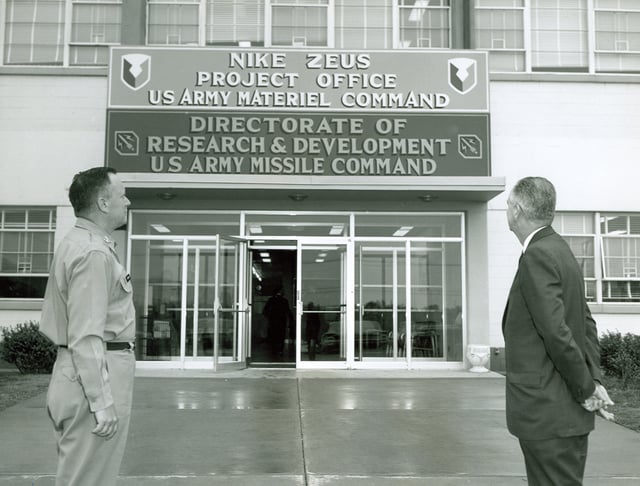 NIKE ZEUS
PROJECT OFFICE
US ARMY MATERIEL COMMAND
DIRECTORATE OF
RESEARCH & DEVELOPMENT
US ARMY MISSILE COMMAND